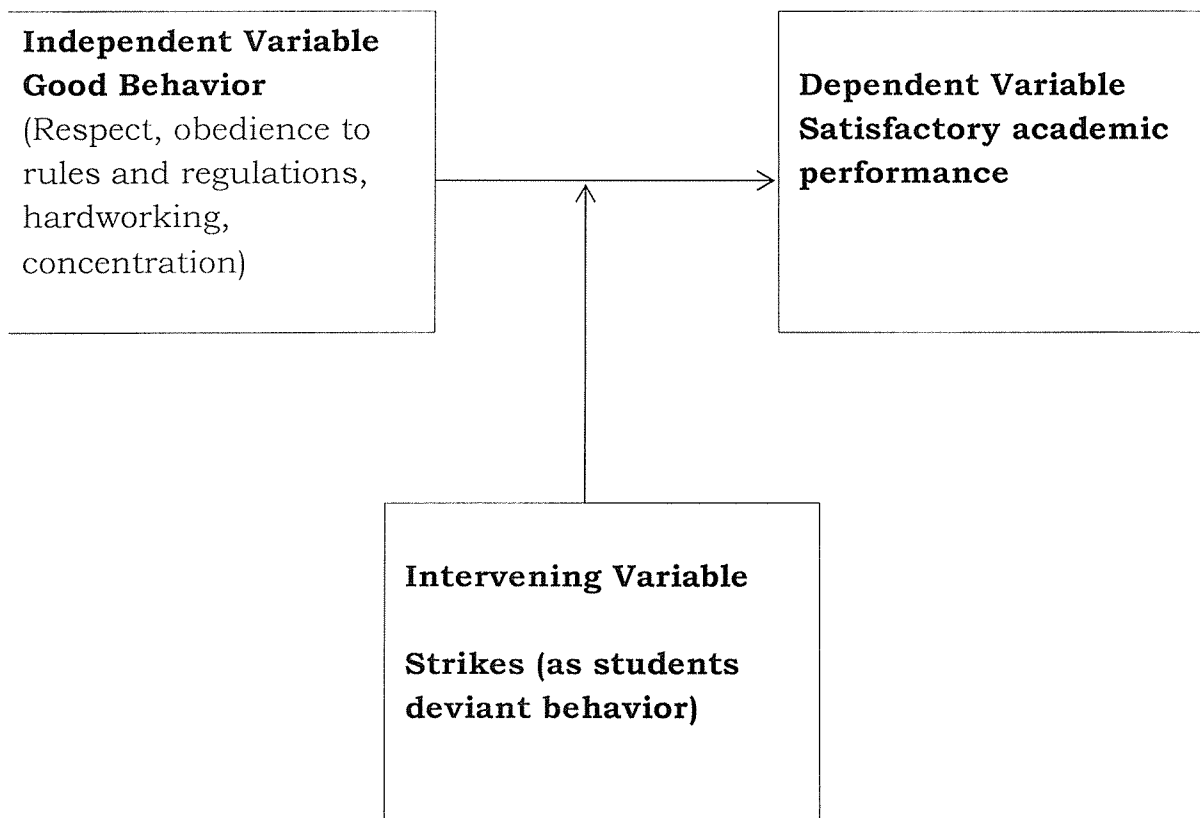 Independent Variable
Good Behavior
(Respect, obedience to
rules and regulations,
hardworking,
concentration)
Dependent Variable
Satisfactory academic
performance
Intervening Variable
Strikes (as students
deviant behavior)